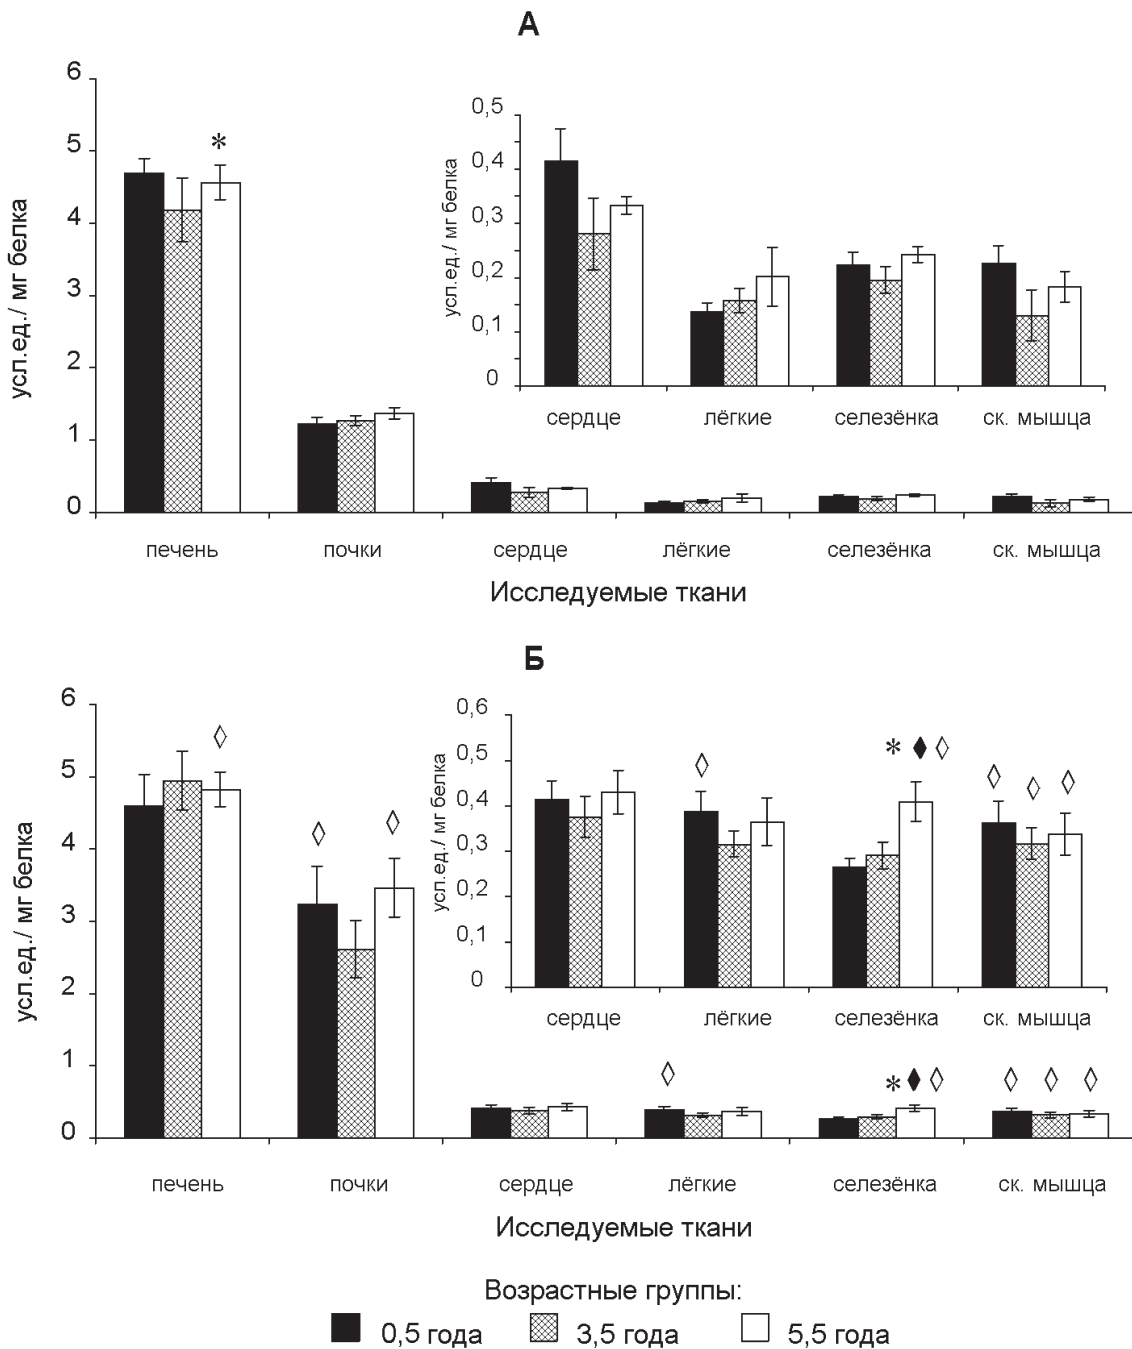 А
усл.ед./ мг белка
6
5
4
3
2
1
0
*
усл.ед./ мг белка
0,5
0,4
0,3
0,2
0,1
0
сердце лёгкие селезёнка ск. мышца
печень почки сердце лёгкие селезёнка ск. мышца
Исследуемые ткани
Б
усл.ед./ мг белка
6
5
4
3
2
1
0
◊
◊ ◊
усл.ед./ мг белка
0,6
0,5
0,4
0,3
0,2
0,1
0
◊ * ♦ ◊ ◊ ◊ ◊
сердце лёгкие селезёнка ск. мышца
◊ * ♦ ◊ ◊ ◊ ◊
печень почки сердце лёгкие селезёнка ск. мышца
Исследуемые ткани
Возрастные группы:
0,5 года 3,5 года 5,5 года